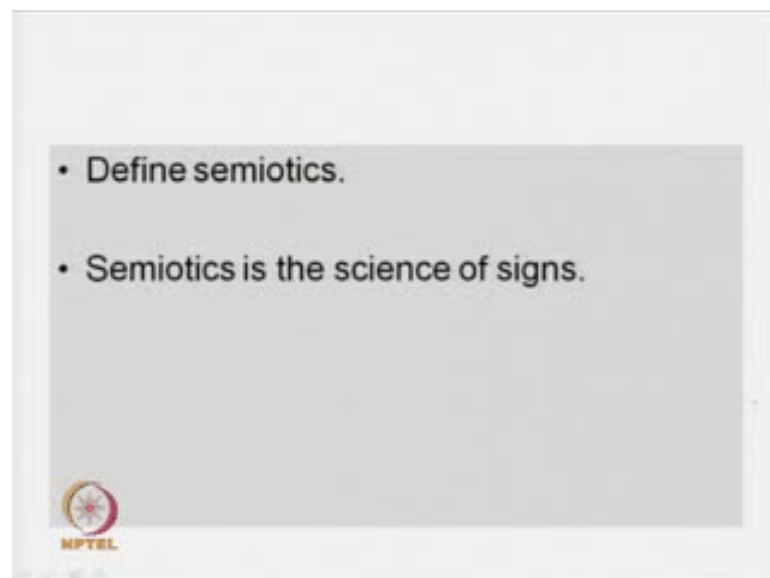 • Define semiotics.
• Semiotics is the science of signs.
NPTEL